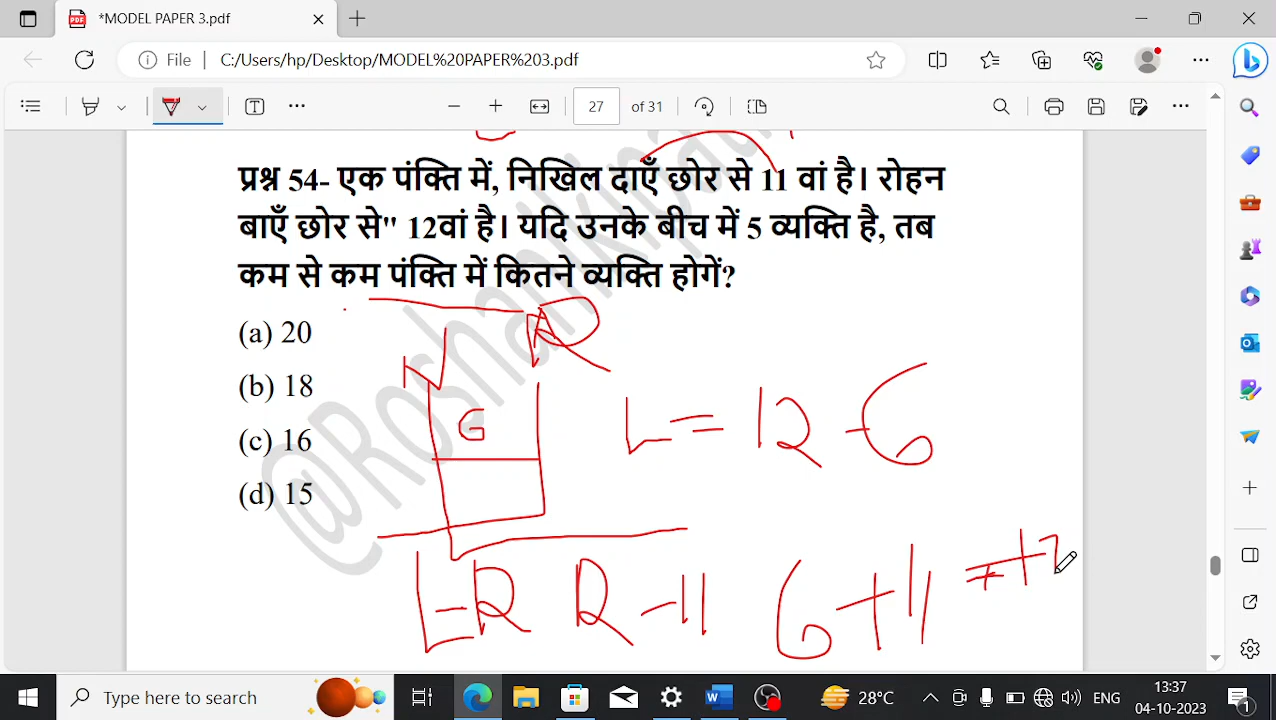 *MODEL PAPER 3.pdf
File C:/Users/hp/Desktop/MODEL%20PAPER%203.pdf
27 of 31
प्रश्न 54- एक पंक्ति में, निखिल दाएँ छोर से 11 वां है। रोहन
बाएँ छोर से" 12वां है। यदि उनके बीच में 5 व्यक्ति है, तब
कम से कम पंक्ति में कितने व्यक्ति होगें?
(a) 20
(b) 18
(c) 16
(d) 15
N R
G
L = 12 - 6
L-R R-11 6+11 =
Type here to search
28°C
ENG
13:37
04-10-2023